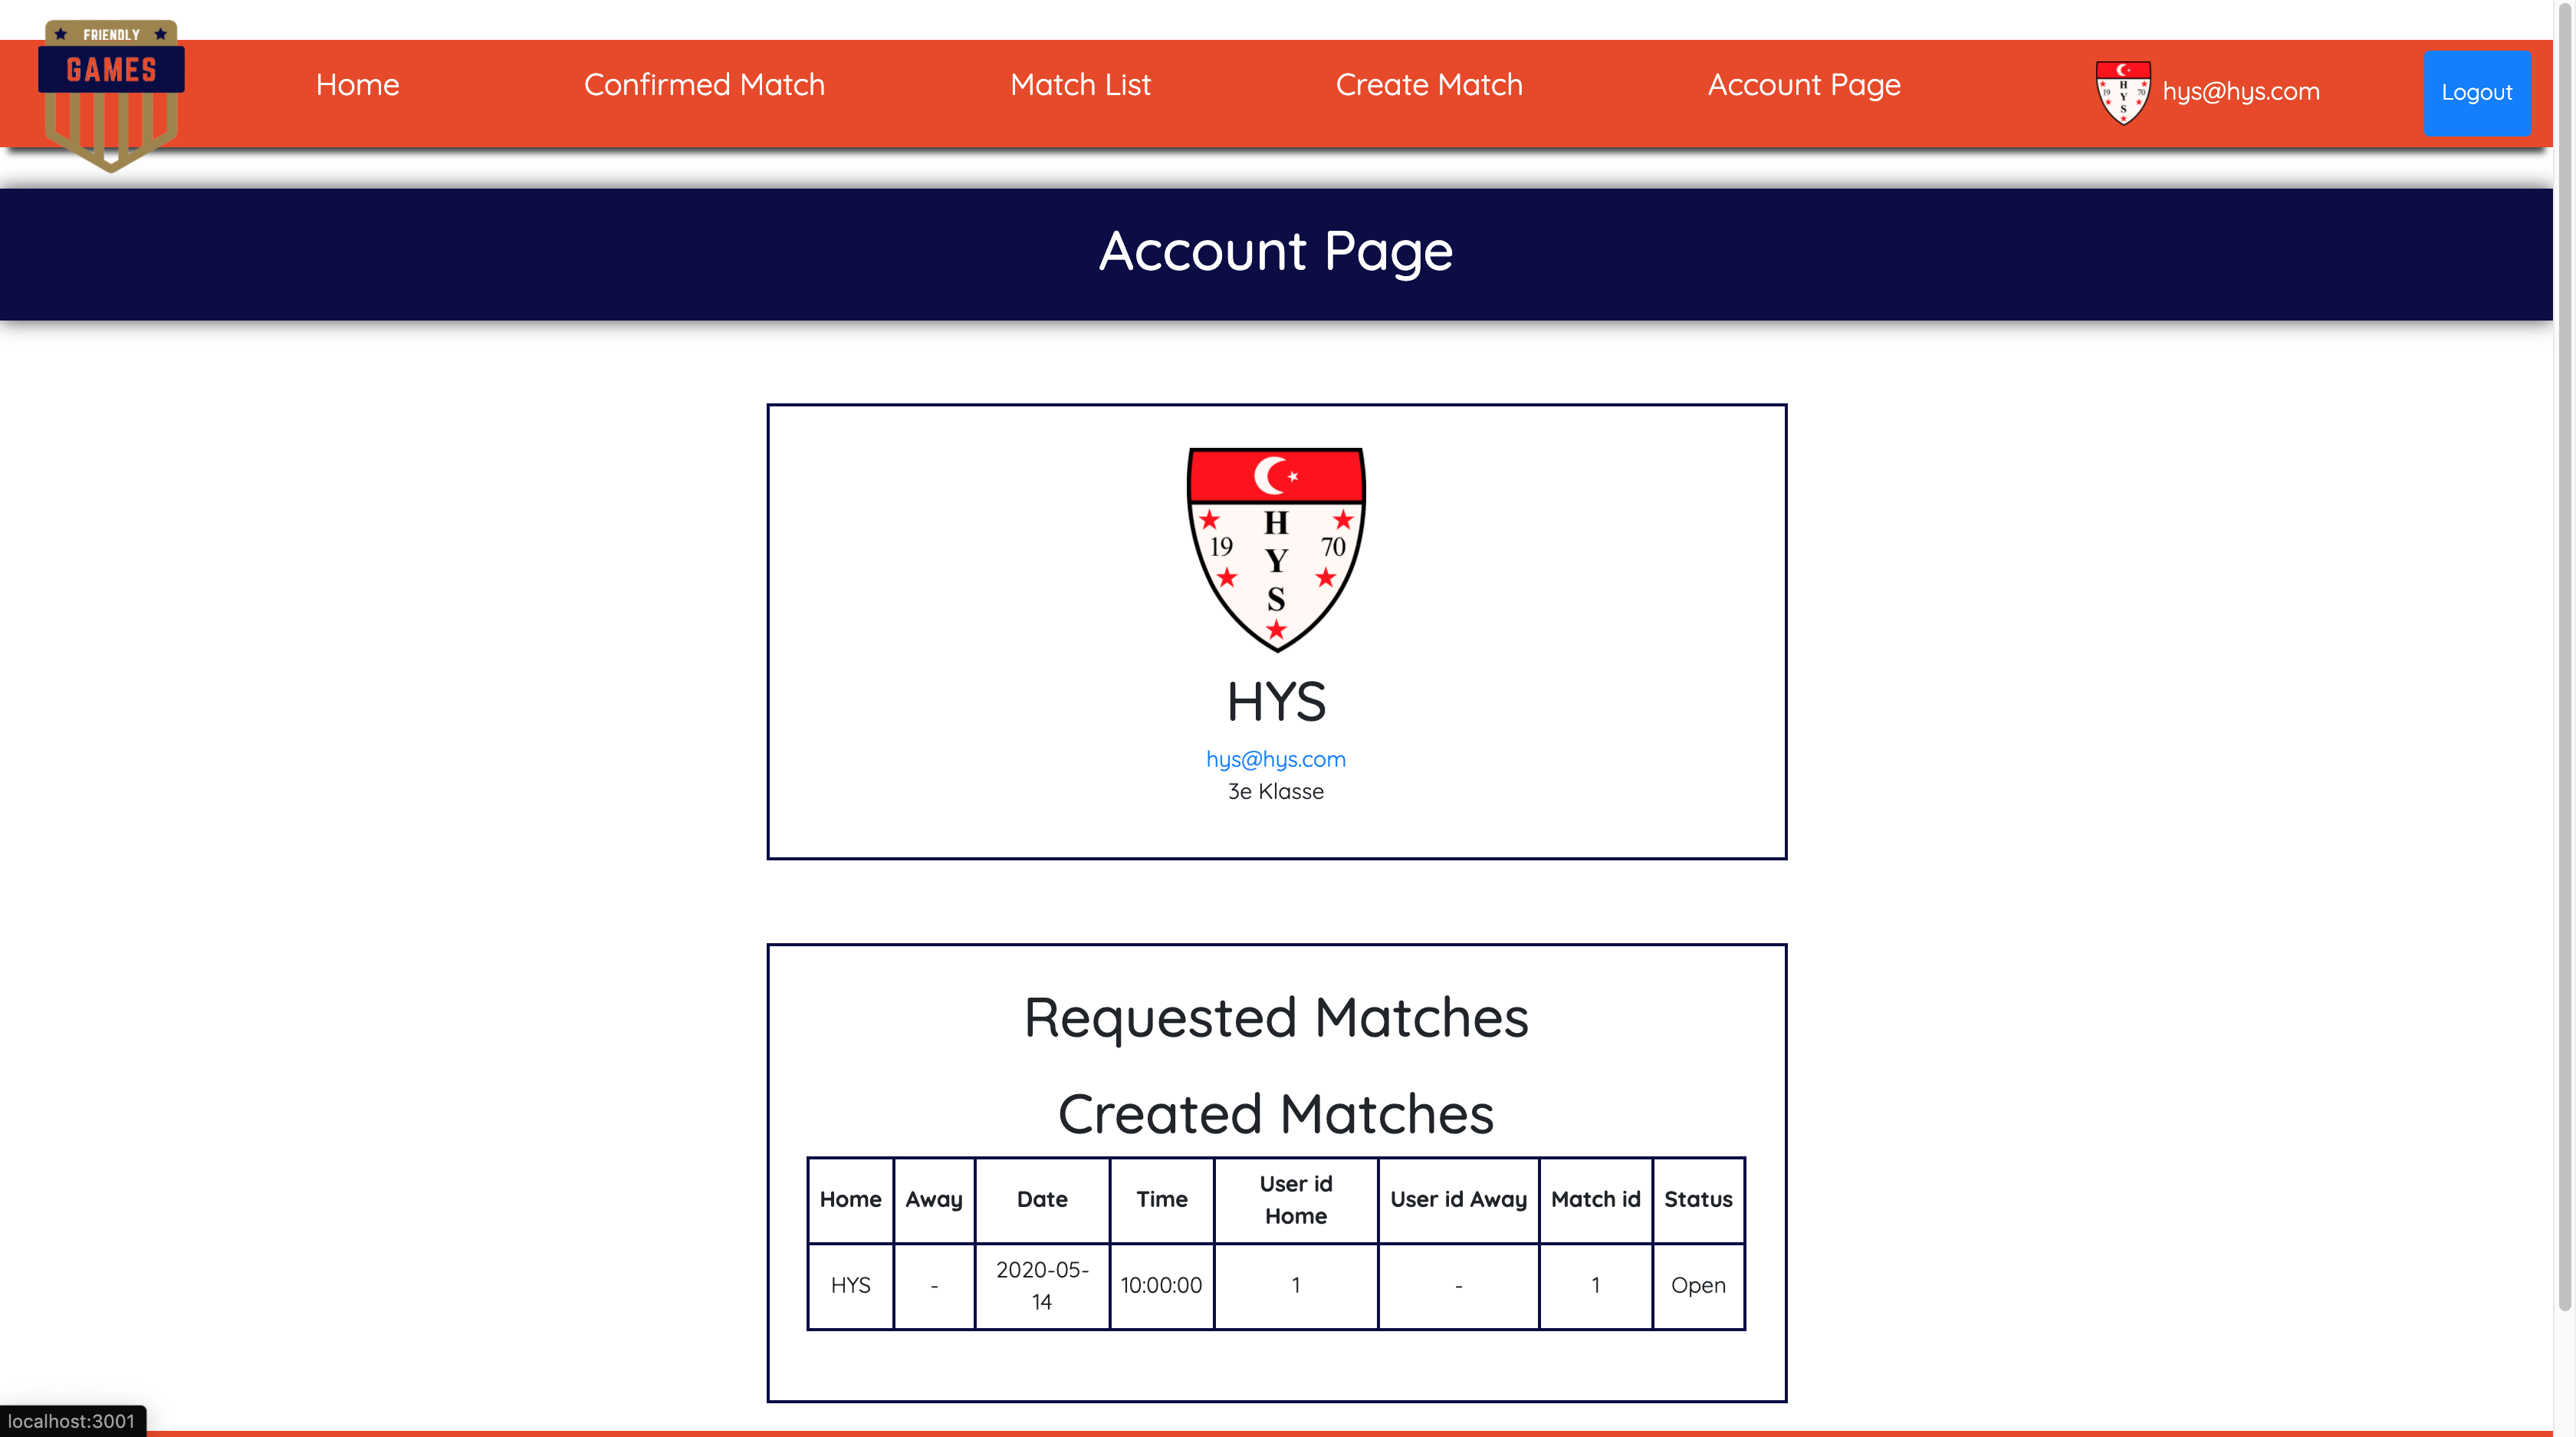 FRIENDLY
GAMES
Home
Confirmed Match
Match List
Create Match
Account Page
H
19 70
Y
S
hys@hys.com
Logout
Account Page
H
19 70
Y
S
HYS
hys@hys.com
3e Klasse
Requested Matches
Created Matches
Home Away Date Time User id Home User id Away Match id Status
HYS - 2020-05-14 10:00:00 1 - 1 Open
localhost:3001